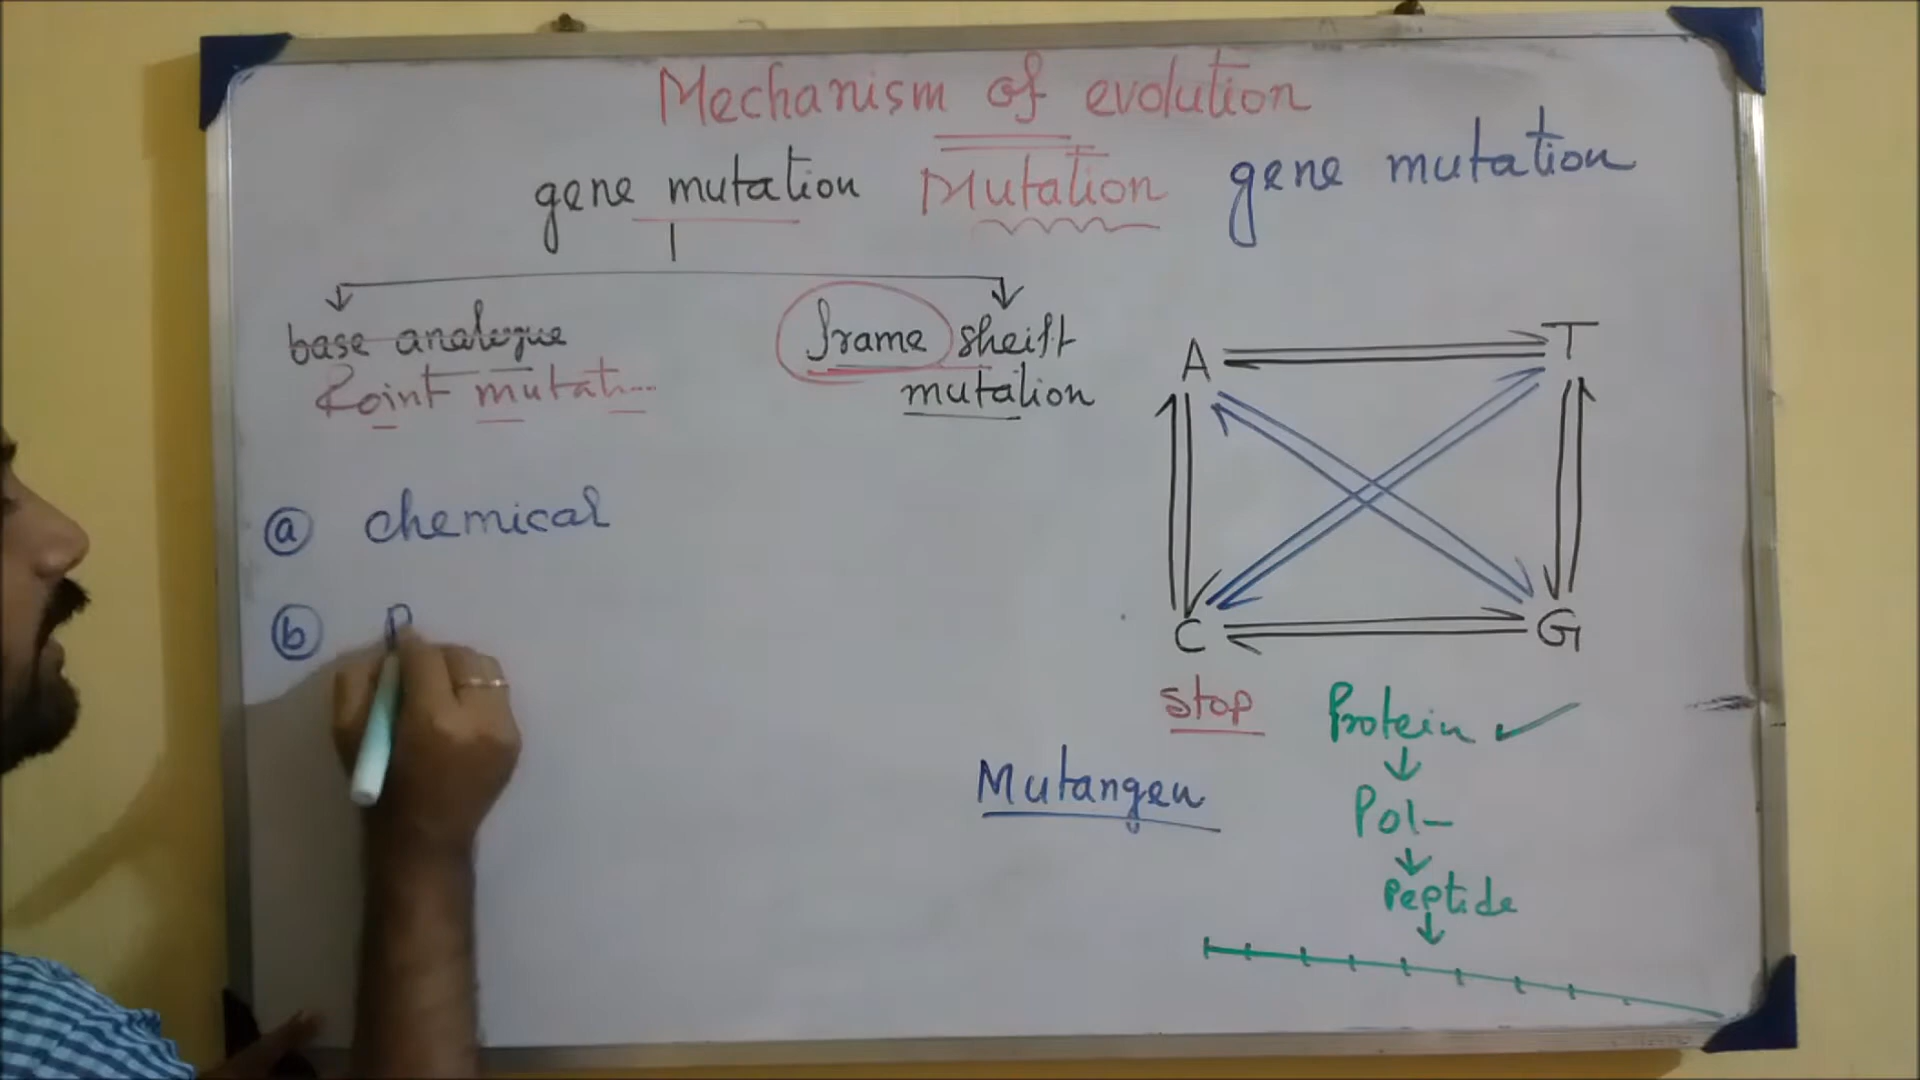 Mechanism of evolution
gene mutation Mutation gene mutation
base analogue
Point mutat...
frame sheift
mutation
A T
C G
ⓐ chemical
ⓑ P
stop
Protein ✓
↓
Pol-
↓
Peptide
↓
Mutangen